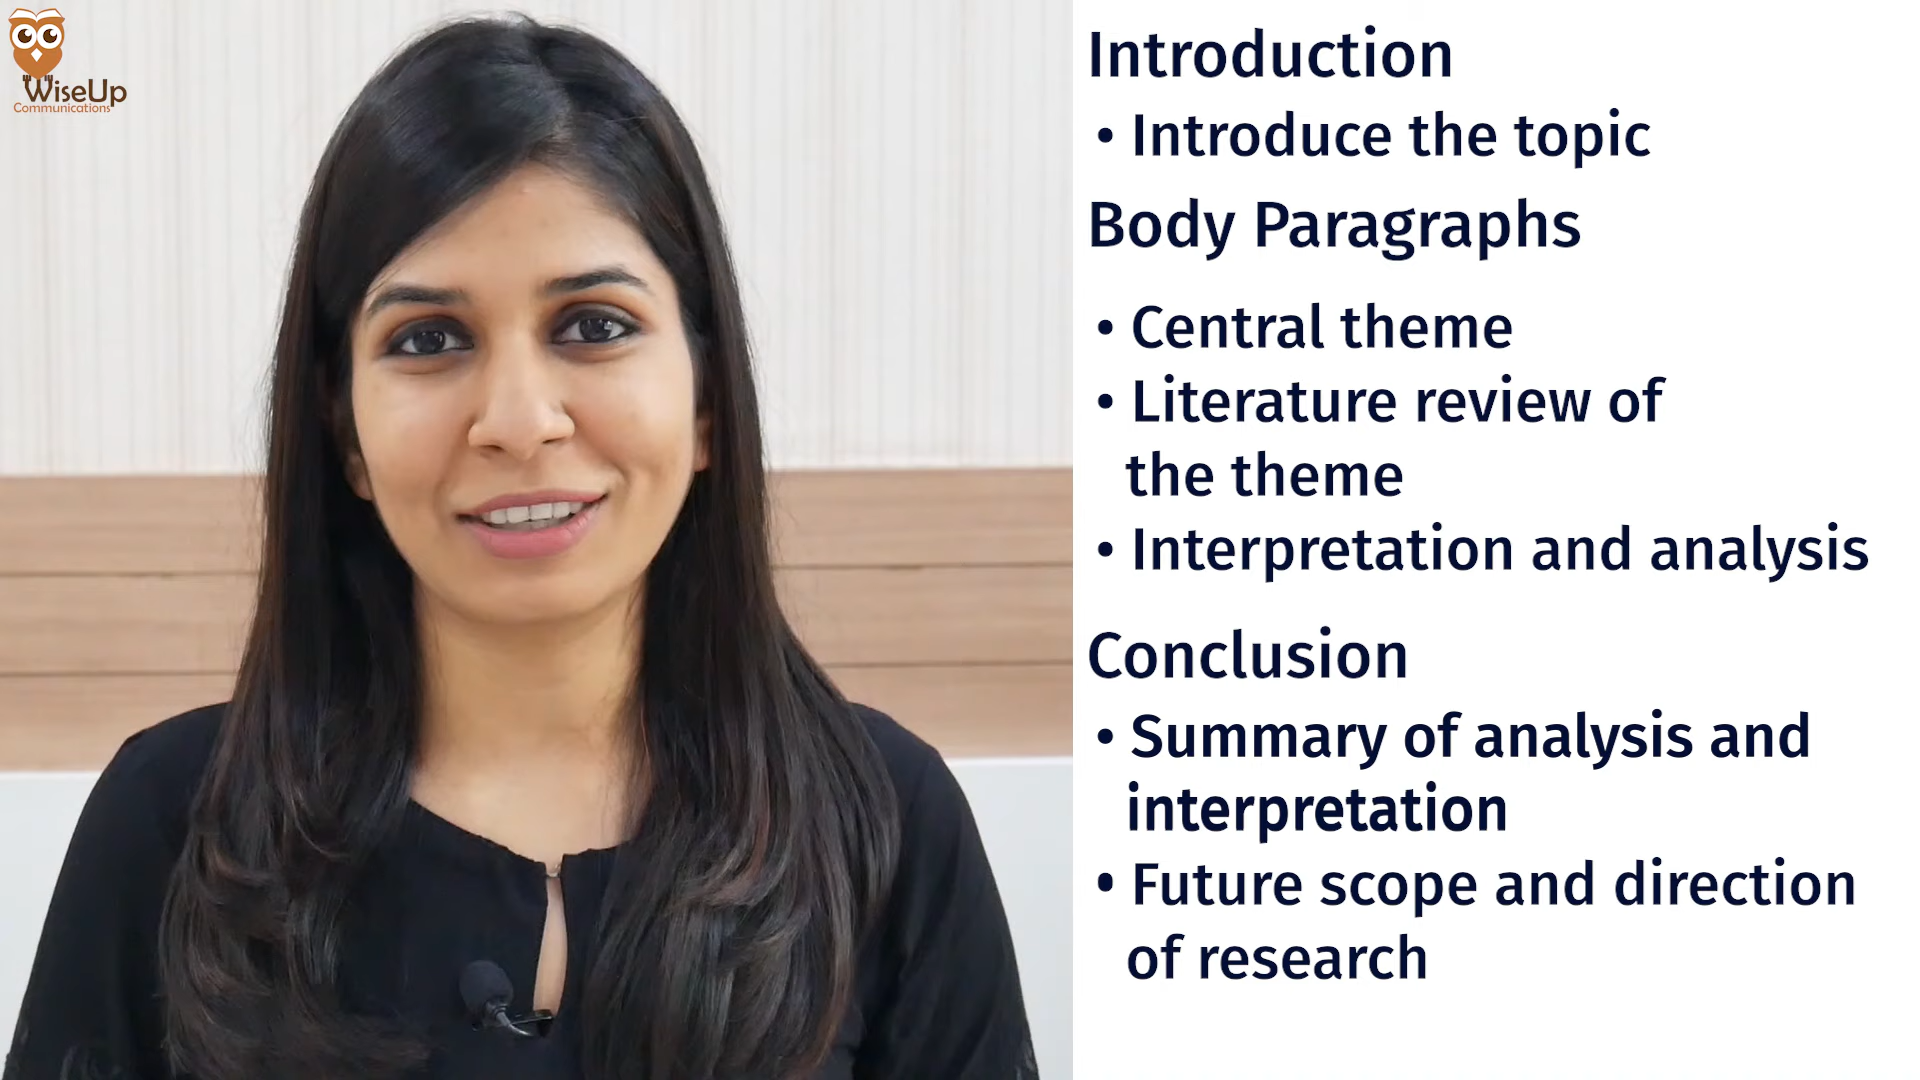 WiseUp
Communications
Introduction
• Introduce the topic
Body Paragraphs
• Central theme
• Literature review of
the theme
• Interpretation and analysis
Conclusion
• Summary of analysis and
interpretation
• Future scope and direction
of research